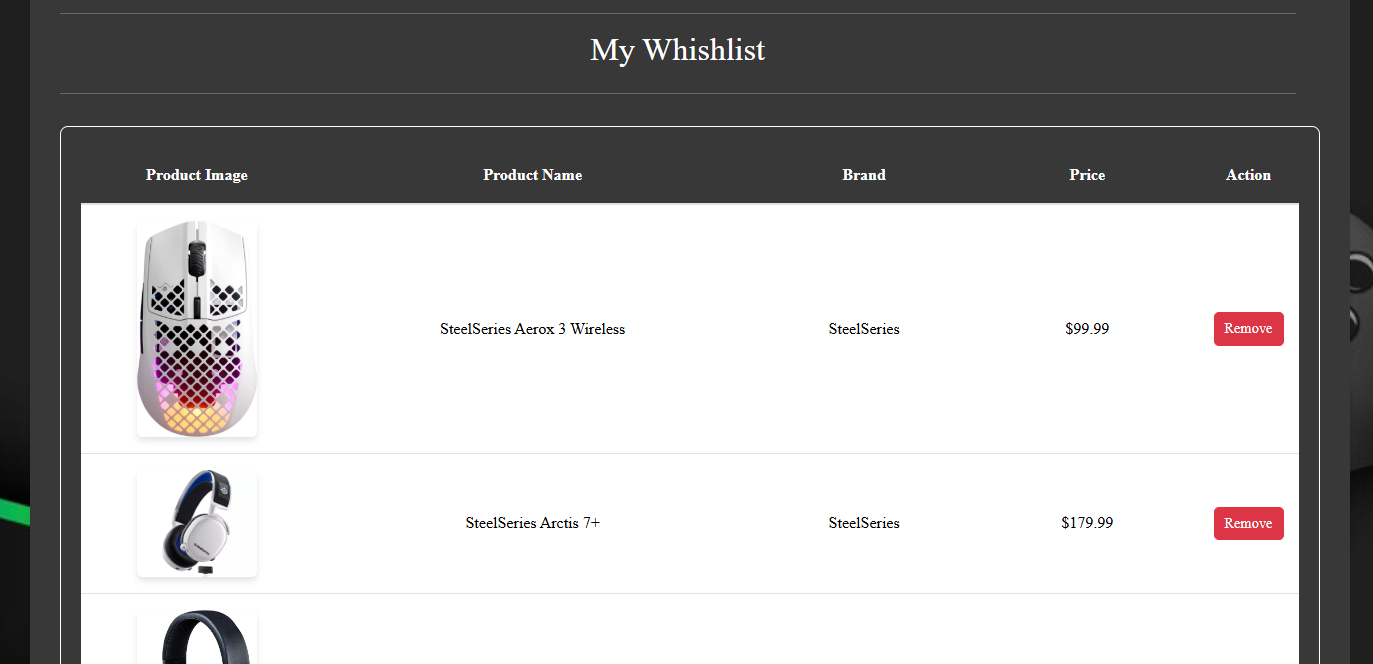 My Whishlist
Product Image Product Name Brand Price Action
SteelSeries Aerox 3 Wireless SteelSeries $99.99 Remove
SteelSeries Arctis 7+ SteelSeries $179.99 Remove